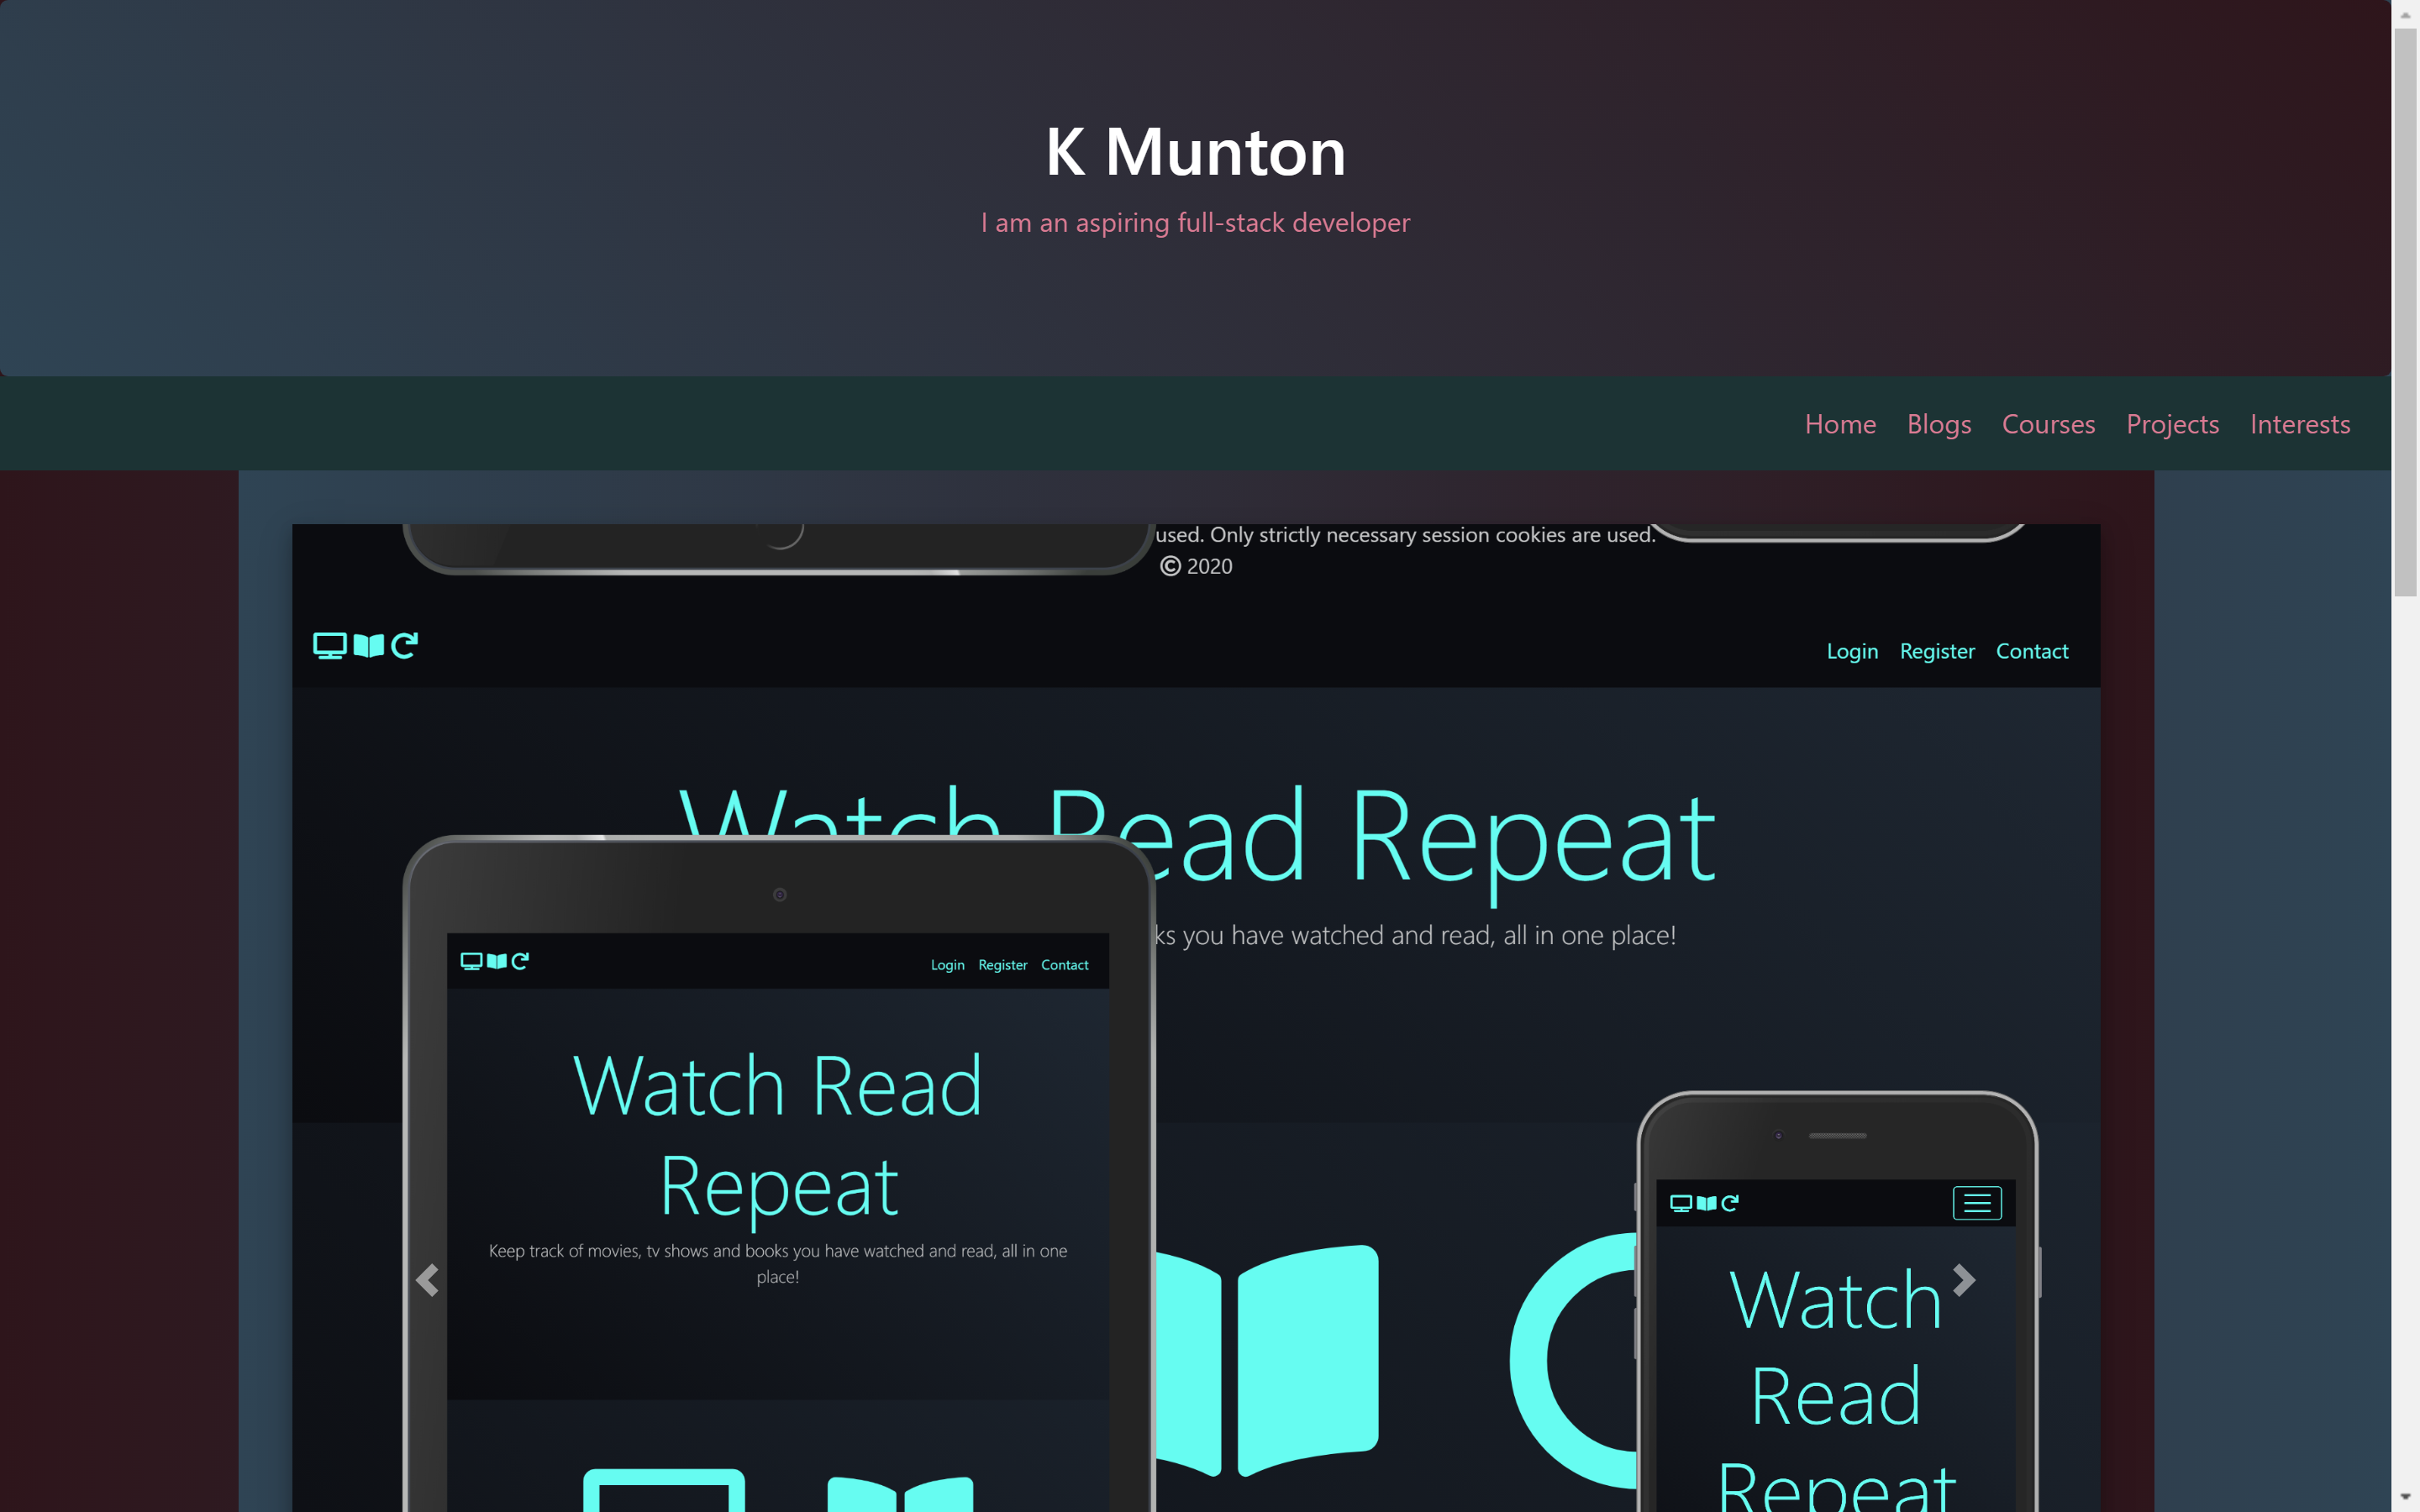 K Munton
I am an aspiring full-stack developer
Home Blogs Courses Projects Interests
used. Only strictly necessary session cookies are used.
© 2020
Login Register Contact
Watch Read Repeat
you have watched and read, all in one place!
Login Register Contact
Watch Read
Repeat
Keep track of movies, tv shows and books you have watched and read, all in one
place!
Watch
Read
Repeat